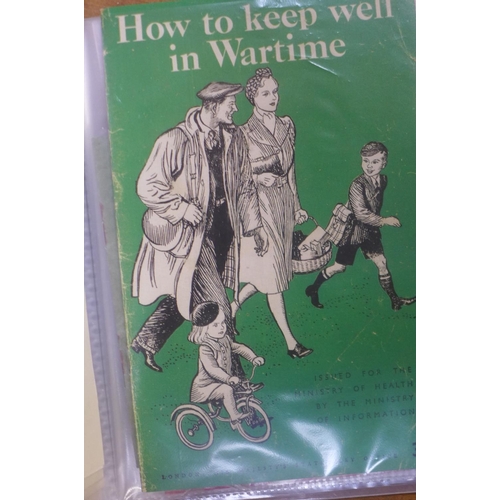 How to keep well
in Wartime
ISSUED FOR THE
MINISTRY OF HEALTH
BY THE MINISTRY
OF INFORMATION